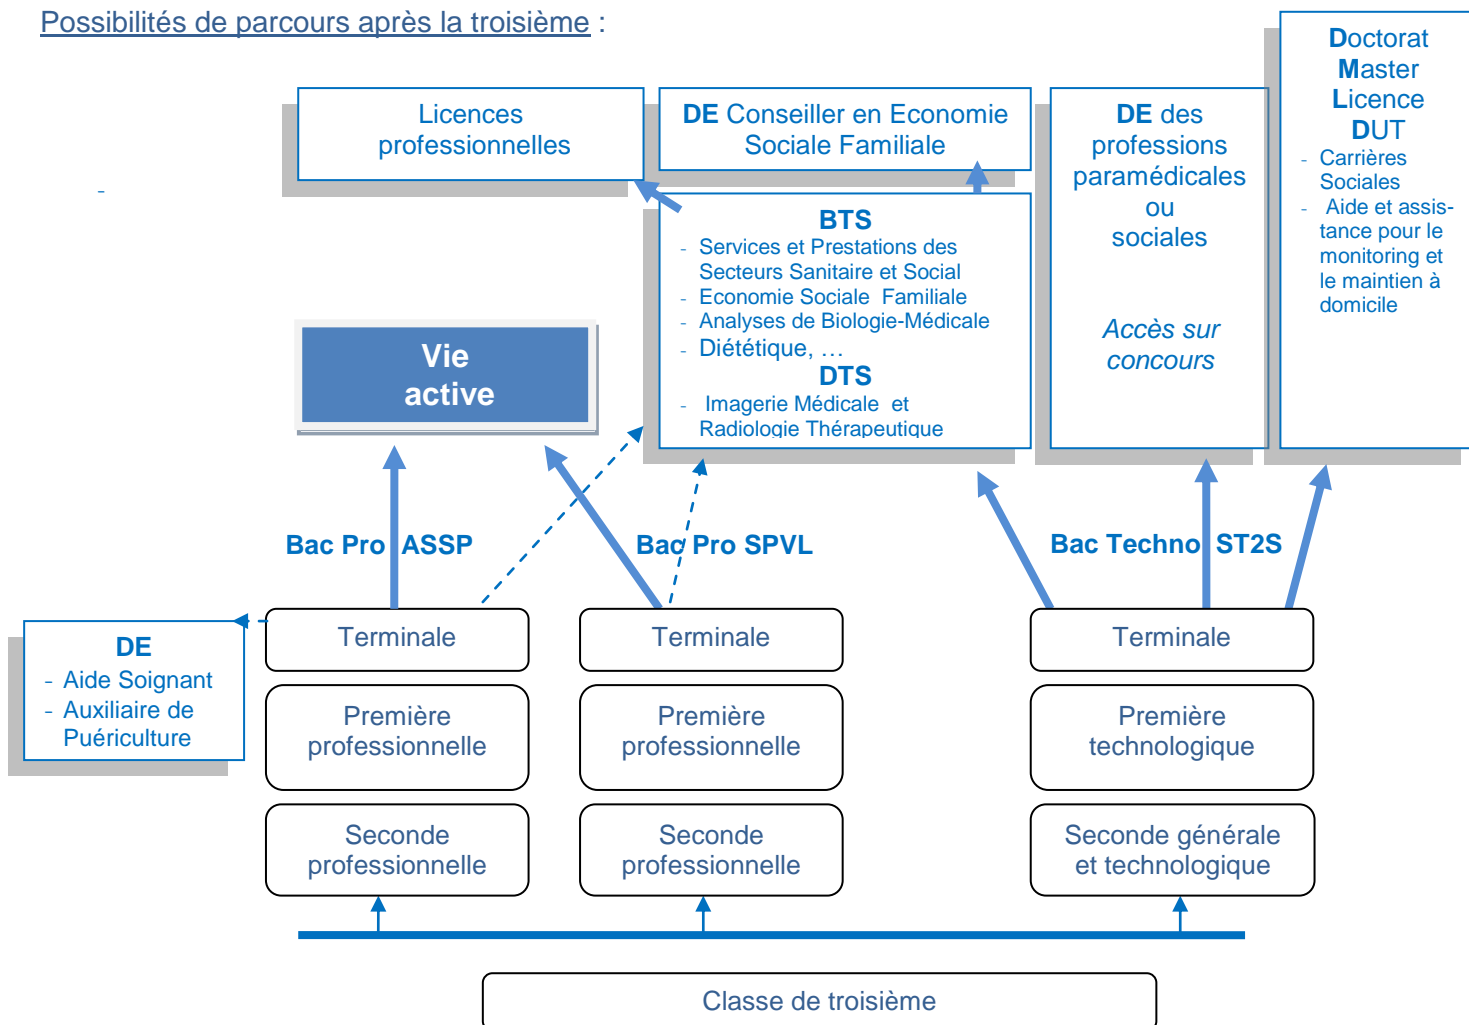 Possibilités de parcours après la troisième :
Licences
professionnelles
DE Conseiller en Economie
Sociale Familiale
DE des
professions
paramédicales
ou
sociales
Accès sur
concours
Doctorat
Master
Licence
DUT
- Carrières
Sociales
- Aide et assis-
tance pour le
monitoring et
le maintien à
domicile
-
BTS
- Services et Prestations des
Secteurs Sanitaire et Social
- Economie Sociale Familiale
- Analyses de Biologie-Médicale
- Diététique, …
DTS
- Imagerie Médicale et
Radiologie Thérapeutique
Vie
active
Bac Pro ASSP
Bac Pro SPVL
Bac Techno ST2S
DE
- Aide Soignant
- Auxiliaire de
Puériculture
Terminale
Terminale
Terminale
Première
professionnelle
Première
professionnelle
Première
technologique
Seconde
professionnelle
Seconde
professionnelle
Seconde générale
et technologique
Classe de troisième